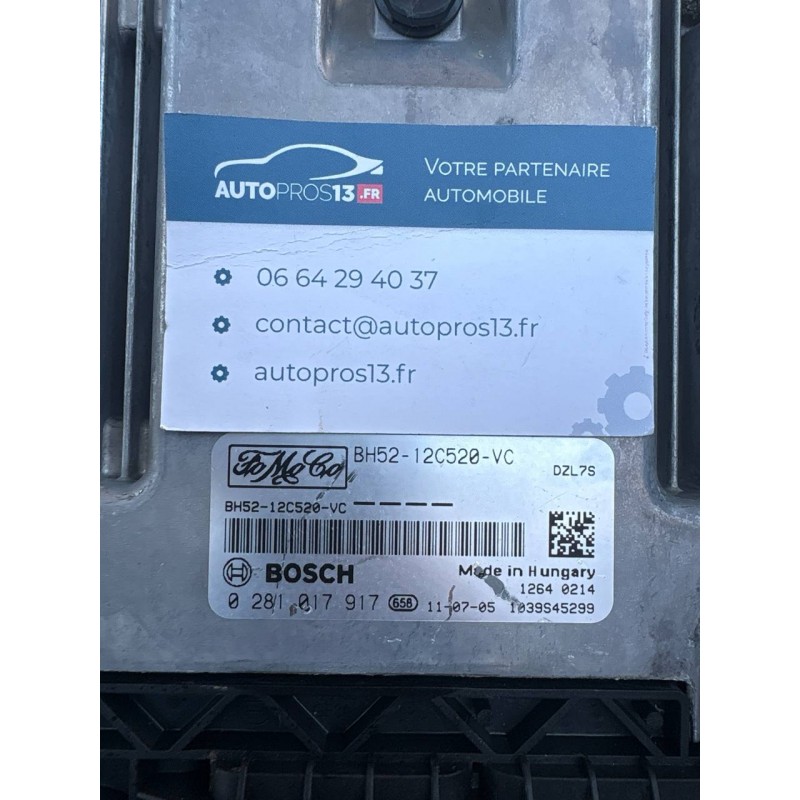 AUTOPROS13.FR
VOTRE PARTENAIRE
AUTOMOBILE
06 64 29 40 37
contact@autopros13.fr
autopros13.fr
FoMoCo BH52-12C520-VC
DZL7S
BH52-12C520-VC
BOSCH
Made in Hungary
1264 0214
0 281 017 917 658 11-07-05 1039S45299